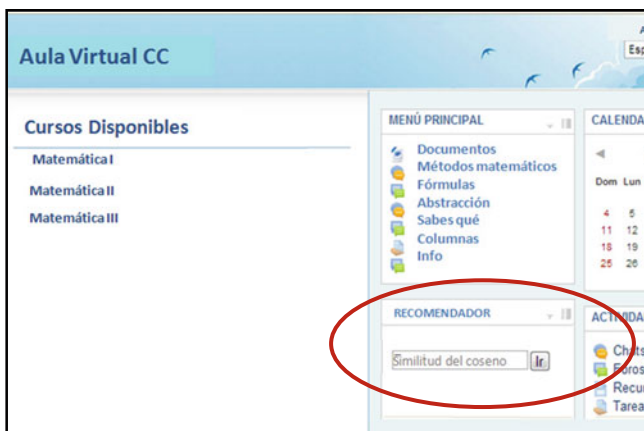 Aula Virtual CC
Cursos Disponibles
Matemática I
Matemática II
Matemática III
MENÚ PRINCIPAL
Documentos
Métodos matemáticos
Fórmulas
Abstracción
Sabes qué
Columnas
Info
RECOMENDADOR
Similitud del coseno Ir
A
Esp
CALENDA
Dom Lun
4 5
11 12
18 19
25 26
ACTIVIDA
Chats
Foros
Recu
Tarea